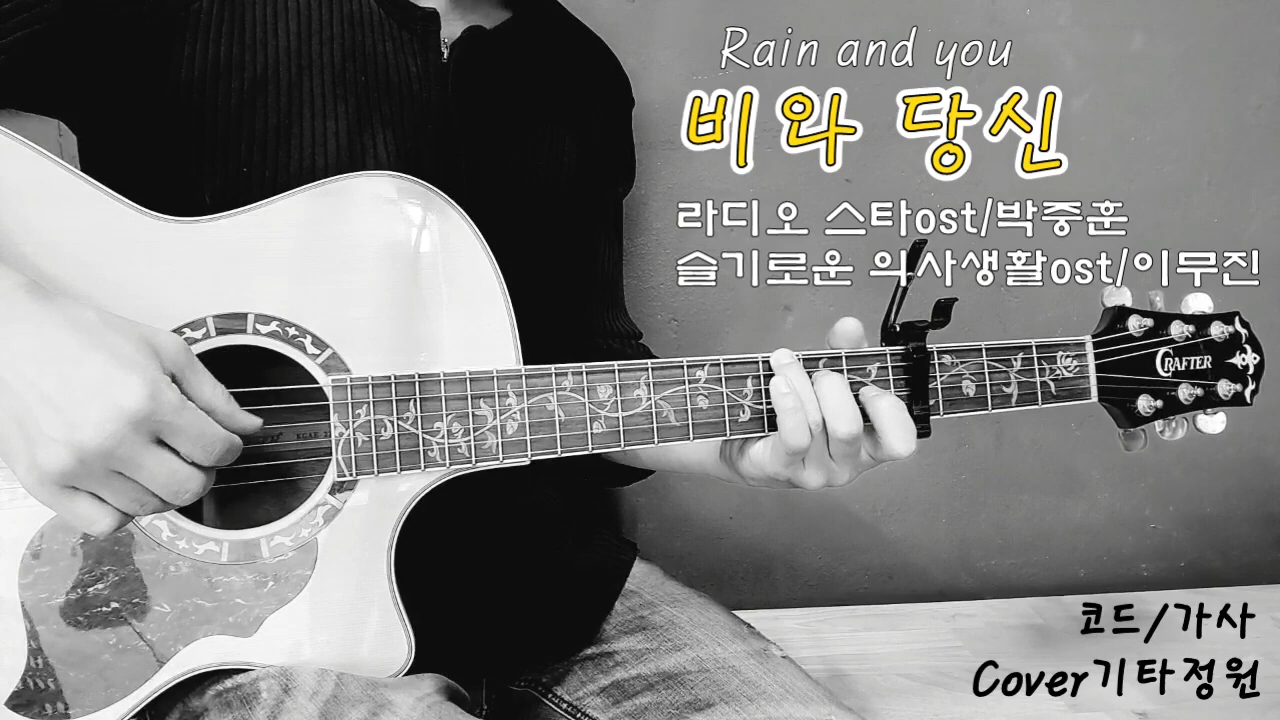 Rain and you
비와 당신
라디오 스타ost/박중훈
슬기로운 의사생활ost/이무진
CRAFTER
코드/가사
Cover기타정원